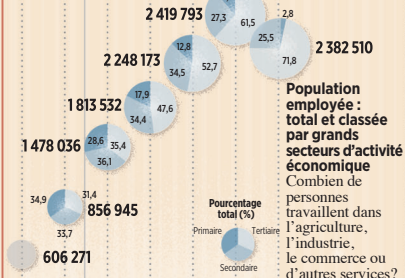 2 419 793
27,3
61,5
2,8
25,5
71,8
2 382 510
12,8
2 248 173
34,5
52,7
17,9
1 813 532
47,6
34,4
1 478 036
28,6
35,4
36,1
34,9
31,4
856 945
33,7
606 271
Pourcentage
total (%)
Primaire
Tertiaire
Secondaire
Population
employée :
total et classée
par grands
secteurs d'activité
économique
Combien de
personnes
travaillent dans
l'agriculture,
l'industrie,
le commerce ou
d'autres services?